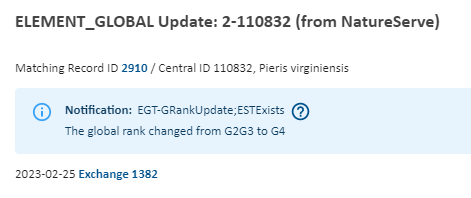 ELEMENT_GLOBAL Update: 2-110832 (from NatureServe)
Matching Record ID 2910 / Central ID 110832, Pieris virginiensis
Notification: EGT-GRankUpdate;ESTExists ?
The global rank changed from G2G3 to G4
2023-02-25 Exchange 1382